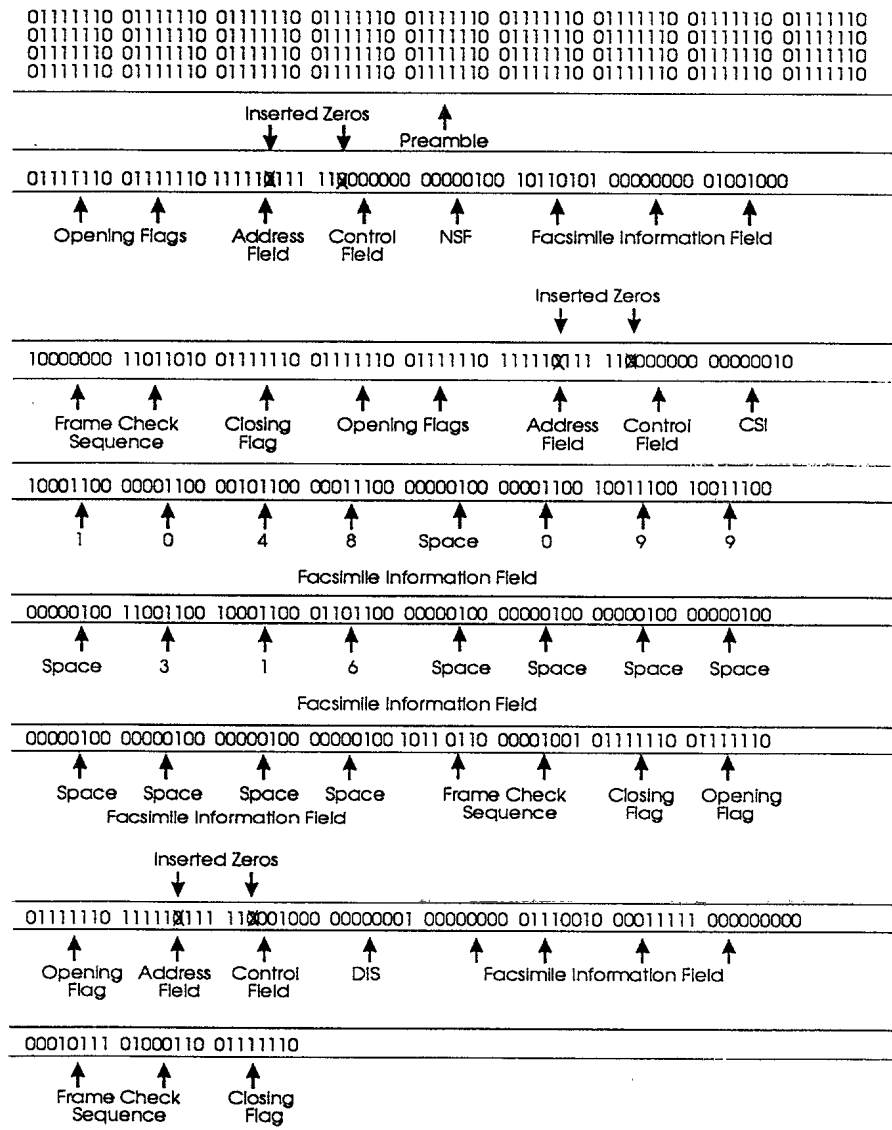 01111110 01111110 01111110 01111110 01111110 01111110 01111110 01111110 01111110
01111110 01111110 01111110 01111110 01111110 01111110 01111110 01111110 01111110
01111110 01111110 01111110 01111110 01111110 01111110 01111110 01111110 01111110
01111110 01111110 01111110 01111110 01111110 01111110 01111110 01111110 01111110
Inserted Zeros
Preamble
01111110 01111110 111110111 110000000 00000100 10110101 00000000 01001000
Opening Flags Address Field Control Field NSF Facsimile Information Field
Inserted Zeros
10000000 11011010 01111110 01111110 01111110 111110111 110000000 00000010
Frame Check Sequence Closing Flag Opening Flags Address Field Control Field CSI
10001100 00001100 00101100 00011100 00000100 00001100 10011100 10011100
1 0 4 8 Space 0 9 9
Facsimile Information Field
00000100 11001100 10001100 01101100 00000100 00000100 00000100 00000100
Space 3 1 6 Space Space Space Space
Facsimile Information Field
00000100 00000100 00000100 00000100 1011 0110 00001001 01111110 01111110
Space Space Space Space Frame Check Sequence Closing Flag Opening Flag
Facsimile Information Field
Inserted Zeros
01111110 111110111 110001000 00000001 00000000 01110010 00011111 000000000
Opening Flag Address Field Control Field DIS Facsimile Information Field
00010111 01000110 01111110
Frame Check Sequence Closing Flag